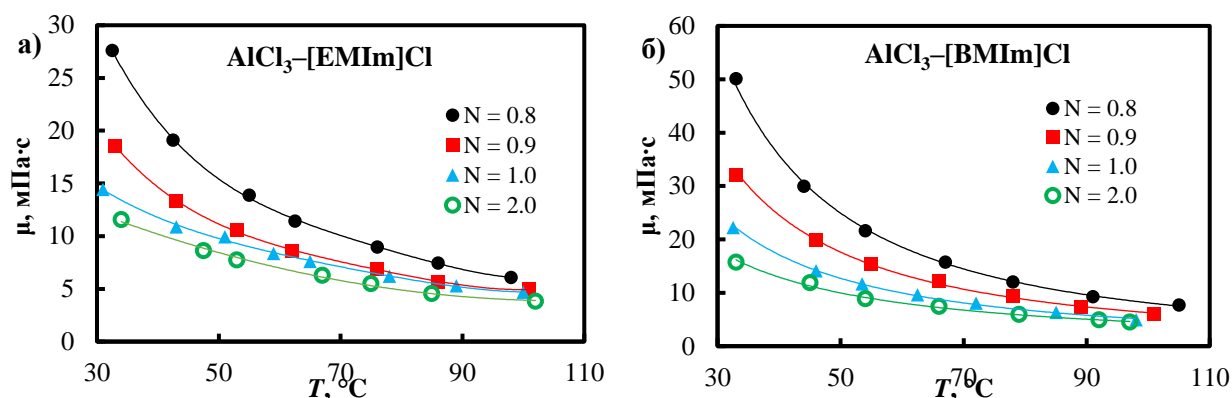 а)
AlCl₃–[EMIm]Cl
μ, мПа·с
30
25
20
15
10
5
0
N = 0.8
N = 0.9
N = 1.0
N = 2.0
30 50 70 90 110
T, °C
б)
AlCl₃–[BMIm]Cl
μ, мПа·с
60
50
40
30
20
10
0
N = 0.8
N = 0.9
N = 1.0
N = 2.0
30 50 70 90 110
T, °C